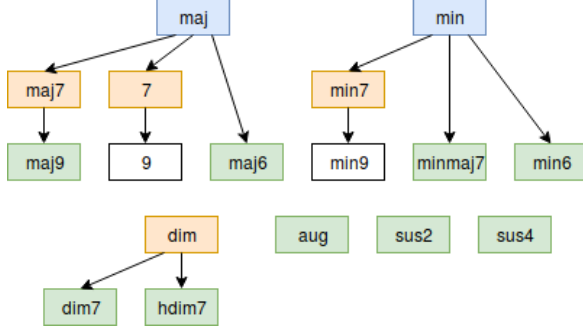 maj min
maj7 7 min7
maj9 9 maj6 min9 minmaj7 min6
dim aug sus2 sus4
dim7 hdim7